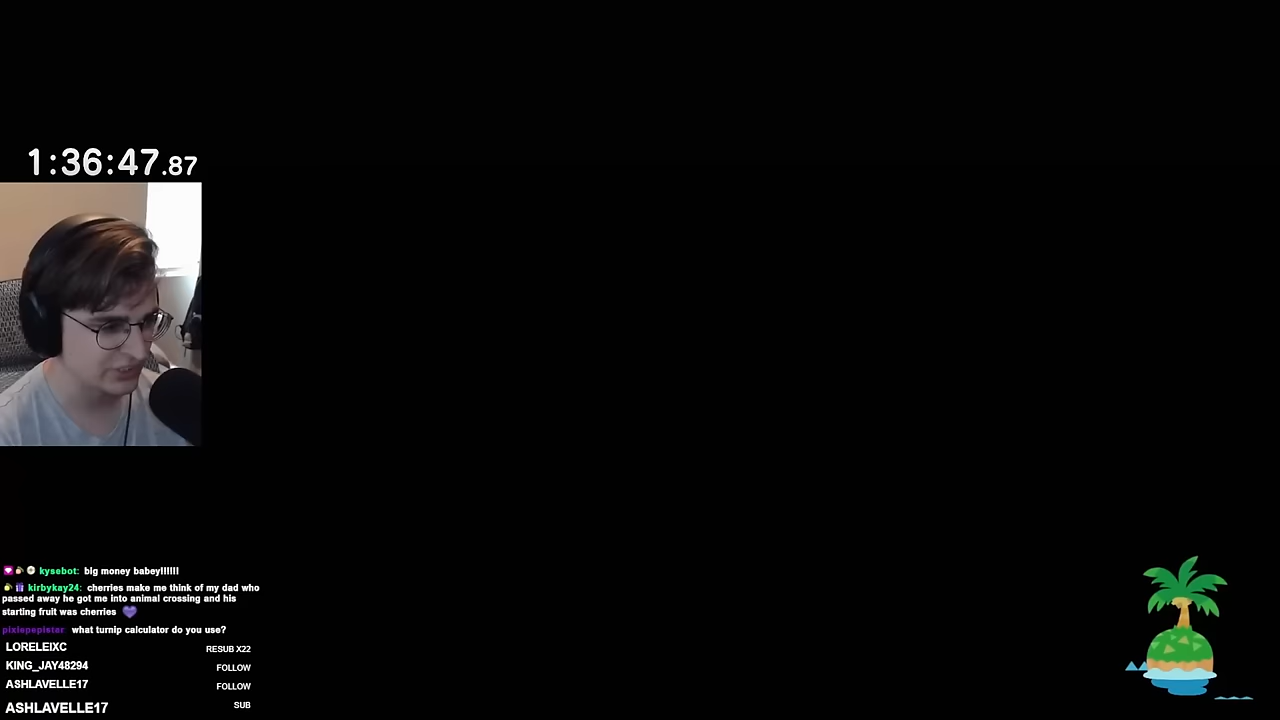 1:36:47.87
kysebot: big money babey!!!!!!
kirbykay24: cherries make me think of my dad who
passed away he got me into animal crossing and his
starting fruit was cherries
pixiepepistar: what turnip calculator do you use?
LORELEIXC RESUB X22
KING_JAY48294 FOLLOW
ASHLAVELLE17 FOLLOW
ASHLAVELLE17 SUB